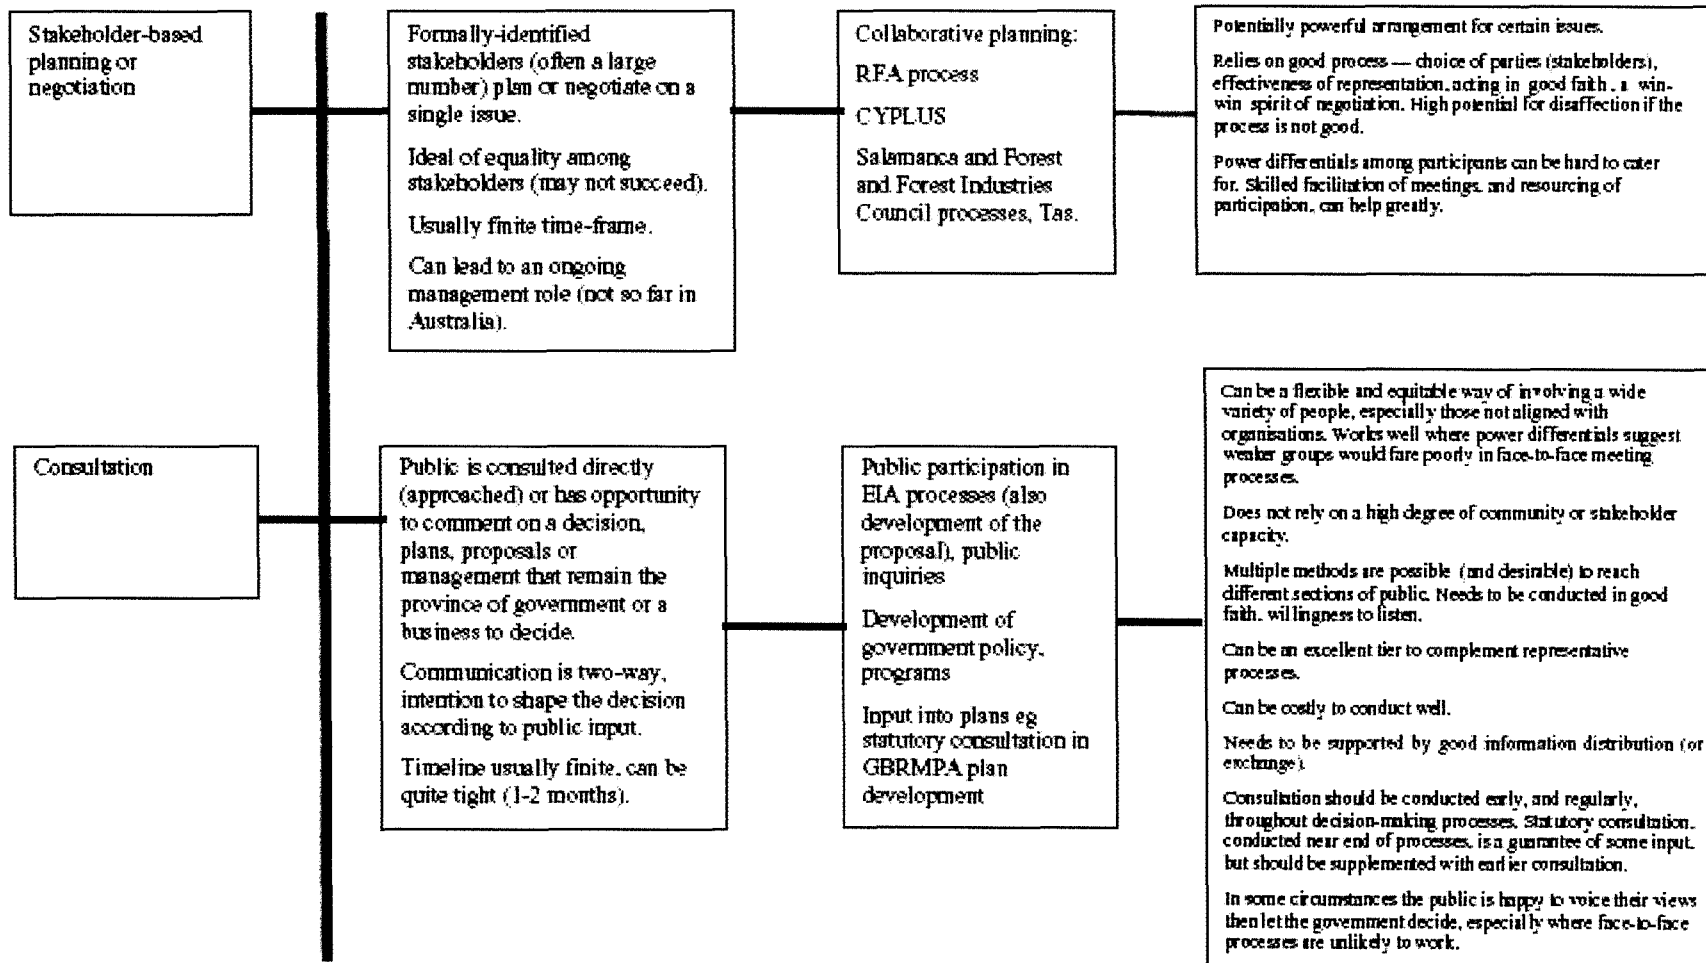 Stakeholder-based
planning or
negotiation
Formally-identified
stakeholders (often a large
number) plan or negotiate on a
single issue.
Ideal of equality among
stakeholders (may not succeed).
Usually finite time-frame.
Can lead to an ongoing
management role (not so far in
Australia).
Collaborative planning:
RFA process
CYPLUS
Salamanca and Forest
and Forest Industries
Council processes, Tas.
Potentially powerful arrangement for certain issues.
Relies on good process — choice of parties (stakeholders),
effectiveness of representation, acting in good faith, a win-
win spirit of negotiation. High potential for disaffection if the
process is not good.
Power differentials among participants can be hard to cater
for. Skilled facilitation of meetings, and resourcing of
participation, can help greatly.
Consultation
Public is consulted directly
(approached) or has opportunity
to comment on a decision,
plans, proposals or
management that remain the
province of government or a
business to decide.
Communication is two-way,
intention to shape the decision
according to public input.
Timeline usually finite, can be
quite tight (1-2 months).
Public participation in
EIA processes (also
development of the
proposal), public
inquiries
Development of
government policy,
programs
Input into plans eg
statutory consultation in
GBRMPA plan
development
Can be a flexible and equitable way of involving a wide
variety of people, especially those not aligned with
organisations. Works well where power differentials suggest
weaker groups would fare poorly in face-to-face meeting
processes.
Does not rely on a high degree of community or stakeholder
capacity.
Multiple methods are possible (and desirable) to reach
different sections of public. Needs to be conducted in good
faith, willingness to listen.
Can be an excellent tier to complement representative
processes.
Can be costly to conduct well.
Needs to be supported by good information distribution (or
exchange).
Consultation should be conducted early, and regularly,
throughout decision-making processes. Statutory consultation,
conducted near end of processes, is a guarantee of some input,
but should be supplemented with earlier consultation.
In some circumstances the public is happy to voice their views
then let the government decide, especially where face-to-face
processes are unlikely to work.